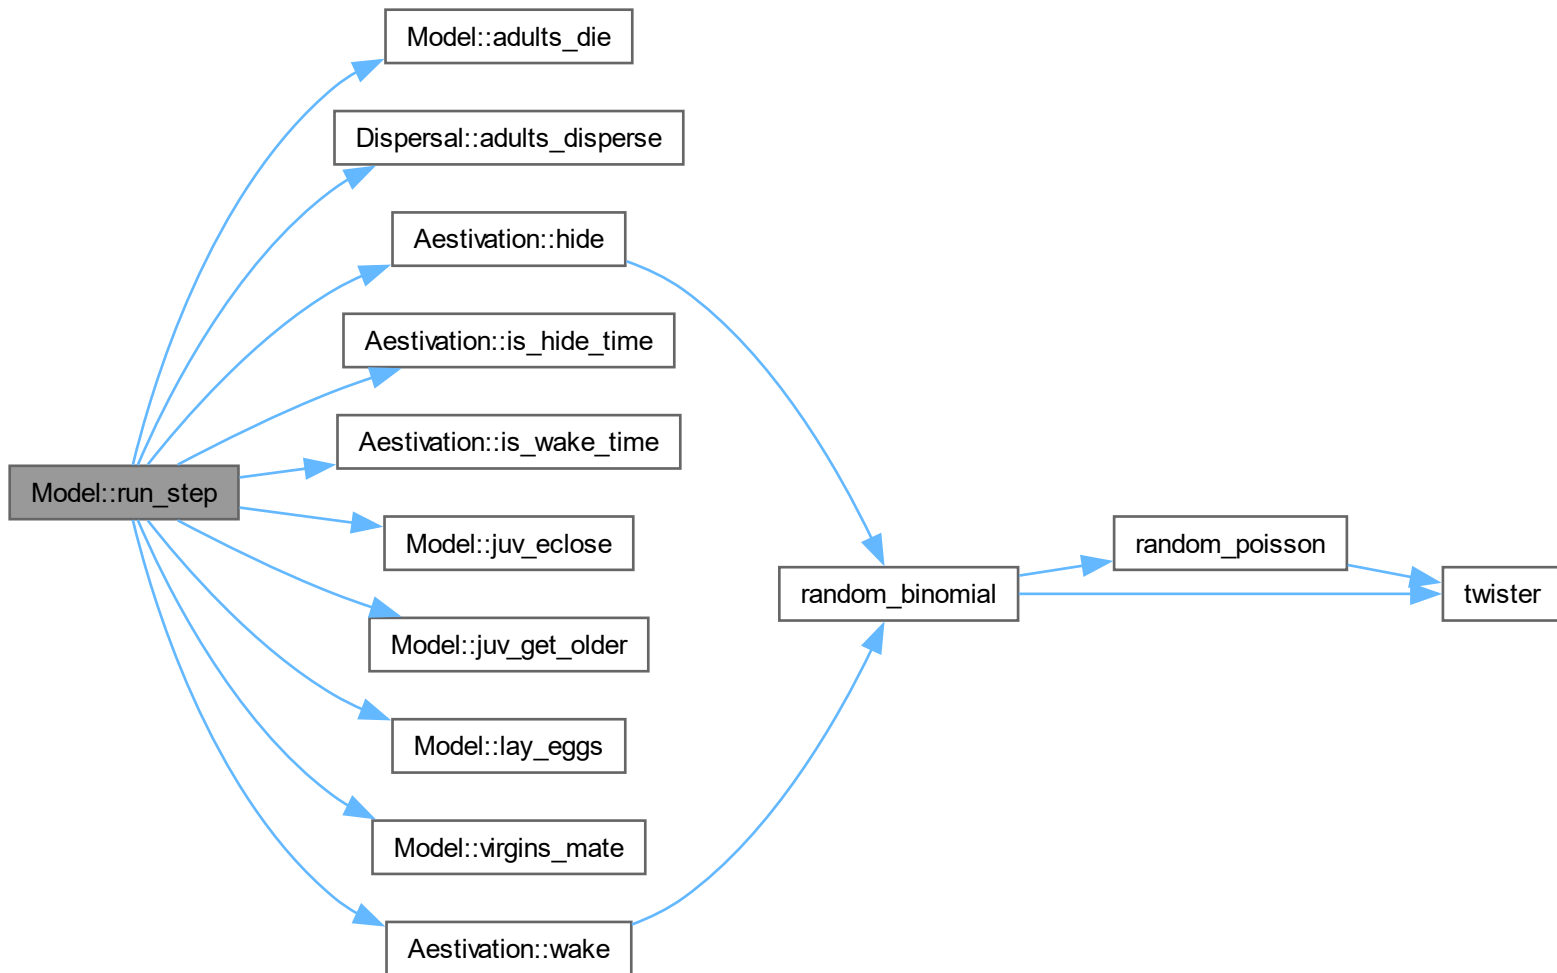 Model::adults_die
Dispersal::adults_disperse
Aestivation::hide
Aestivation::is_hide_time
Aestivation::is_wake_time
Model::run_step
Model::juv_eclose
random_poisson
random_binomial
twister
Model::juv_get_older
Model::lay_eggs
Model::virgins_mate
Aestivation::wake